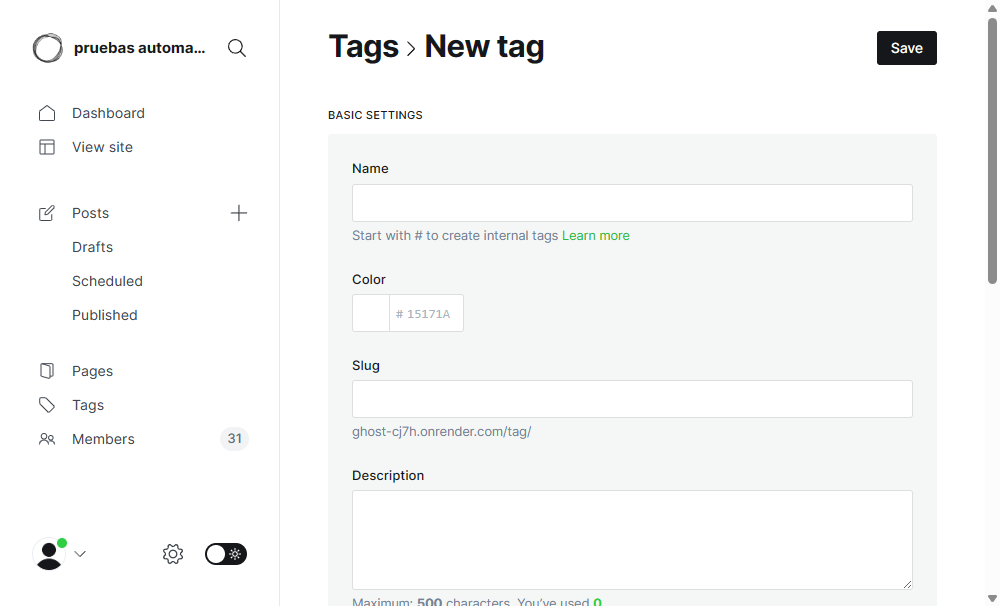 pruebas automa...
Dashboard
View site
Posts
Drafts
Scheduled
Published
Pages
Tags
Members 31
Tags > New tag
Save
BASIC SETTINGS
Name
Start with # to create internal tags Learn more
Color
# 15171A
Slug
ghost-cj7h.onrender.com/tag/
Description
Maximum: 500 characters. You've used 0